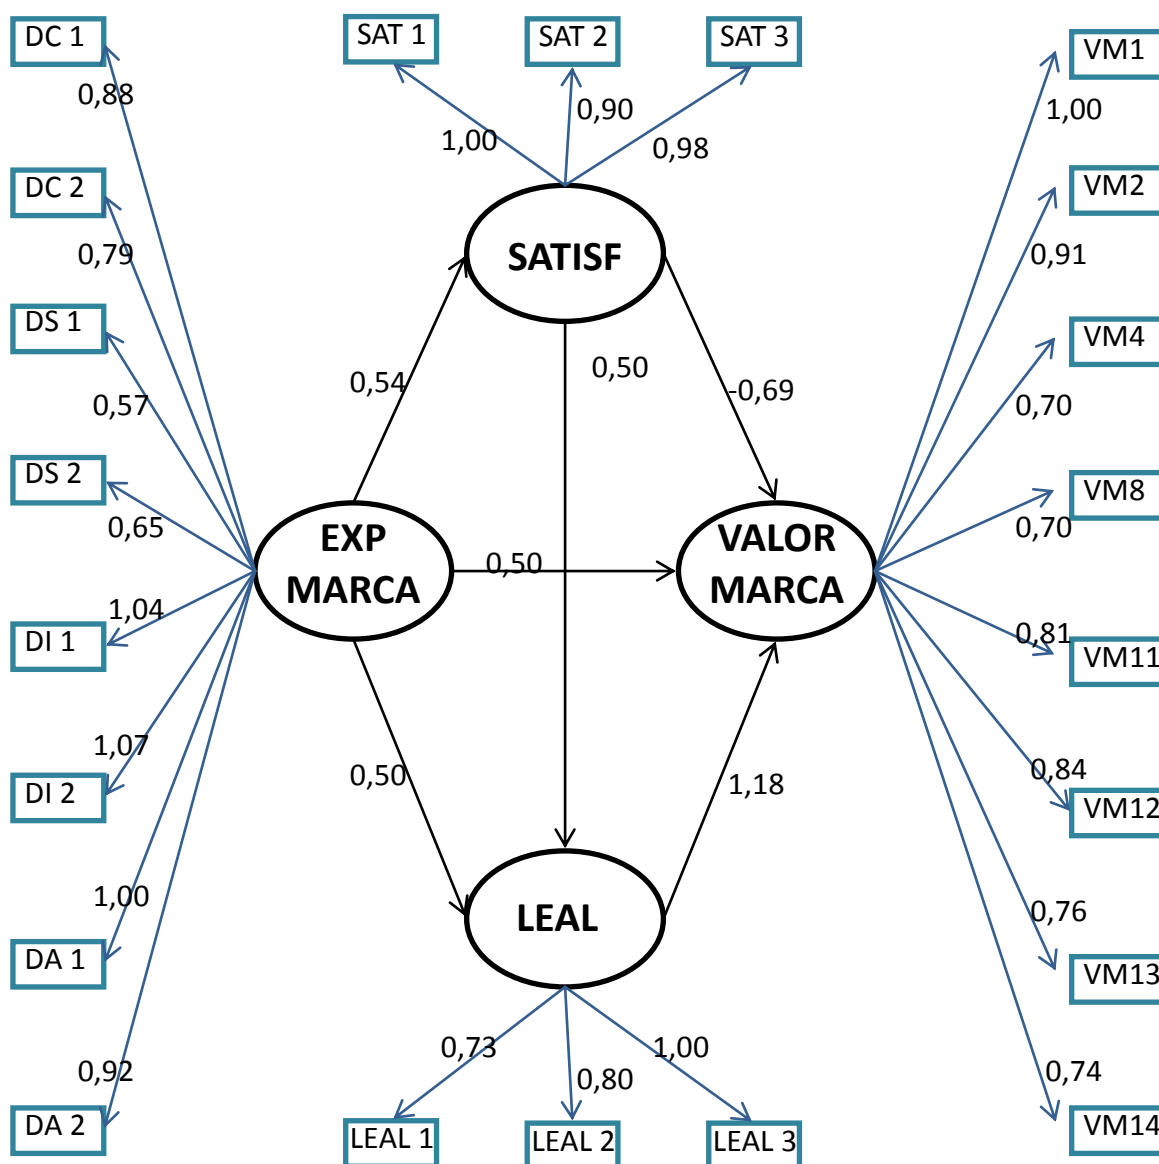 DC 1
SAT 1
SAT 2
SAT 3
VM1
0,88
1,00
0,90
0,98
1,00
DC 2
VM2
0,79
SATISF
0,91
DS 1
VM4
0,57
0,54
0,50
-0,69
0,70
DS 2
VM8
0,65
EXP
MARCA
0,50
VALOR
MARCA
0,70
1,04
0,81
DI 1
VM11
1,07
0,50
1,18
0,84
DI 2
VM12
1,00
LEAL
0,76
DA 1
VM13
0,92
0,73
0,80
1,00
0,74
DA 2
LEAL 1
LEAL 2
LEAL 3
VM14